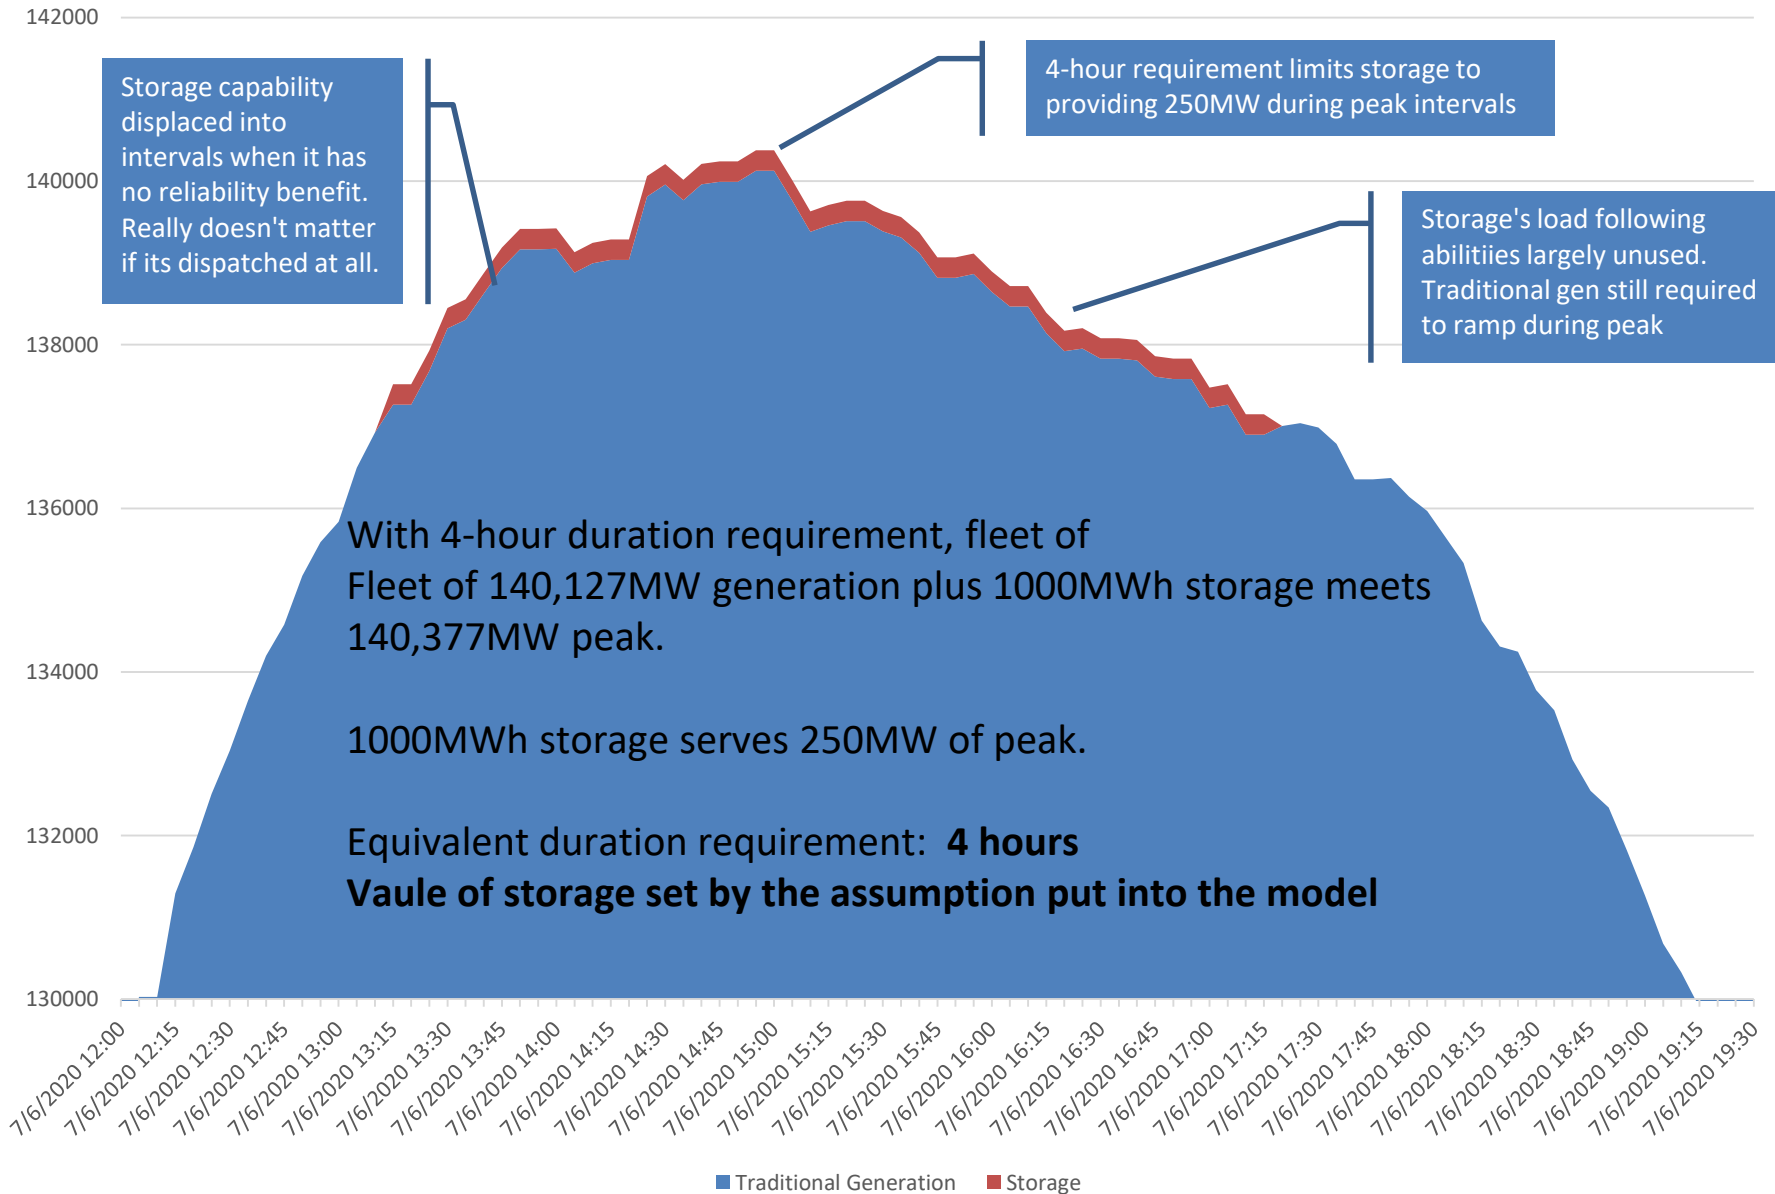 142000
140000
138000
136000
134000
132000
130000
Storage capability
displaced into
intervals when it has
no reliability benefit.
Really doesn't matter
if its dispatched at all.
4-hour requirement limits storage to
providing 250MW during peak intervals
Storage's load following
abilitiies largely unused.
Traditional gen still required
to ramp during peak
With 4-hour duration requirement, fleet of
Fleet of 140,127MW generation plus 1000MWh storage meets
140,377MW peak.
1000MWh storage serves 250MW of peak.
Equivalent duration requirement: 4 hours
Vaule of storage set by the assumption put into the model
7/6/2020 12:00
7/6/2020 12:15
7/6/2020 12:30
7/6/2020 12:45
7/6/2020 13:00
7/6/2020 13:15
7/6/2020 13:30
7/6/2020 13:45
7/6/2020 14:00
7/6/2020 14:15
7/6/2020 14:30
7/6/2020 14:45
7/6/2020 15:00
7/6/2020 15:15
7/6/2020 15:30
7/6/2020 15:45
7/6/2020 16:00
7/6/2020 16:15
7/6/2020 16:30
7/6/2020 16:45
7/6/2020 17:00
7/6/2020 17:15
7/6/2020 17:30
7/6/2020 17:45
7/6/2020 18:00
7/6/2020 18:15
7/6/2020 18:30
7/6/2020 18:45
7/6/2020 19:00
7/6/2020 19:15
7/6/2020 19:30
Traditional Generation
Storage